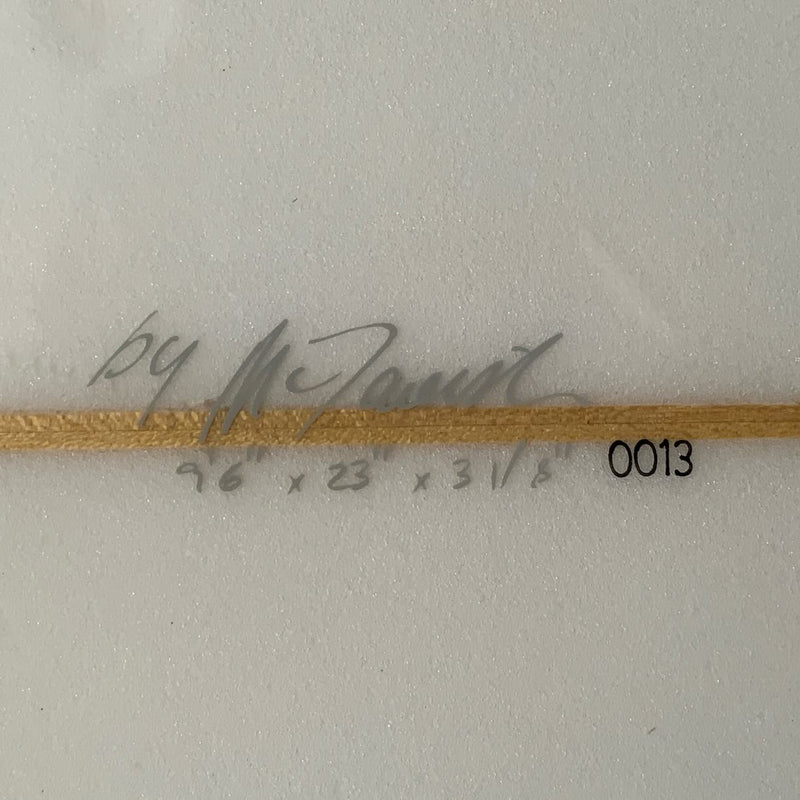 by
9'6" x 23" x 3 1/8" 0013